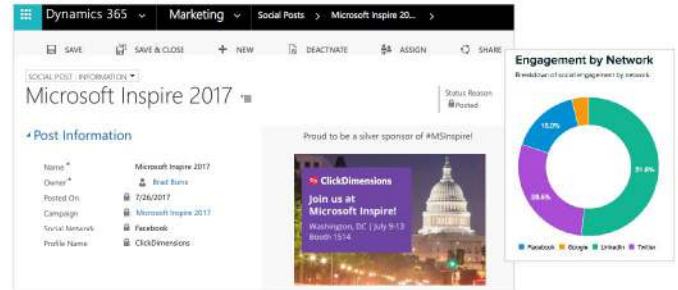 Dynamics 365 Marketing Social Posts > Microsoft Inspire 20... >
SAVE SAVE & CLOSE + NEW DEACTIVATE ASSIGN SHARE
SOCIAL POST : INFORMATION
Microsoft Inspire 2017
Status Reason
Posted
Post Information
Name * Microsoft Inspire 2017
Owner * Brad Burns
Posted On 7/26/2017
Campaign Microsoft Inspire 2017
Social Network Facebook
Profile Name ClickDimensions
Proud to be a silver sponsor of #MSInspire!
ClickDimensions
Join us at
Microsoft Inspire!
Washington, DC | July 9-13
Booth 1514
Engagement by Network
Breakdown of social engagement by network
51.6%
Facebook Google LinkedIn Twitter